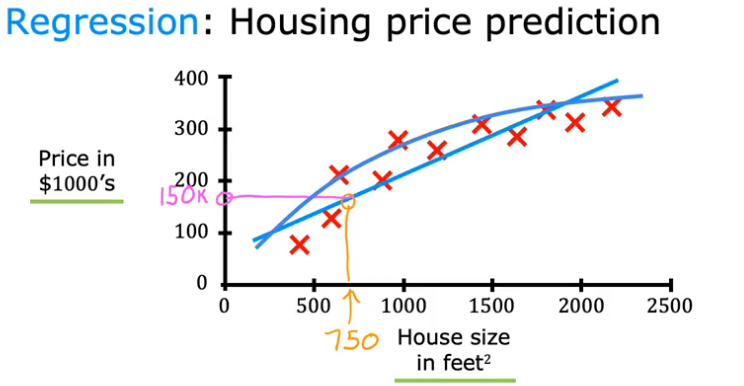 Regression: Housing price prediction
400
300
Price in
$1000's
200
150K
100
0
0 500 1000 1500 2000 2500
750
House size
in feet²